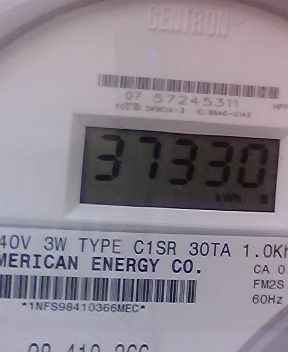 CENTRON
07 57245311
37330
kWh
40V 3W TYPE C1SR 30TA 1.0Kh
MERICAN ENERGY CO.
CA 0
FM2S
60Hz
*1NFS98410366MEC*